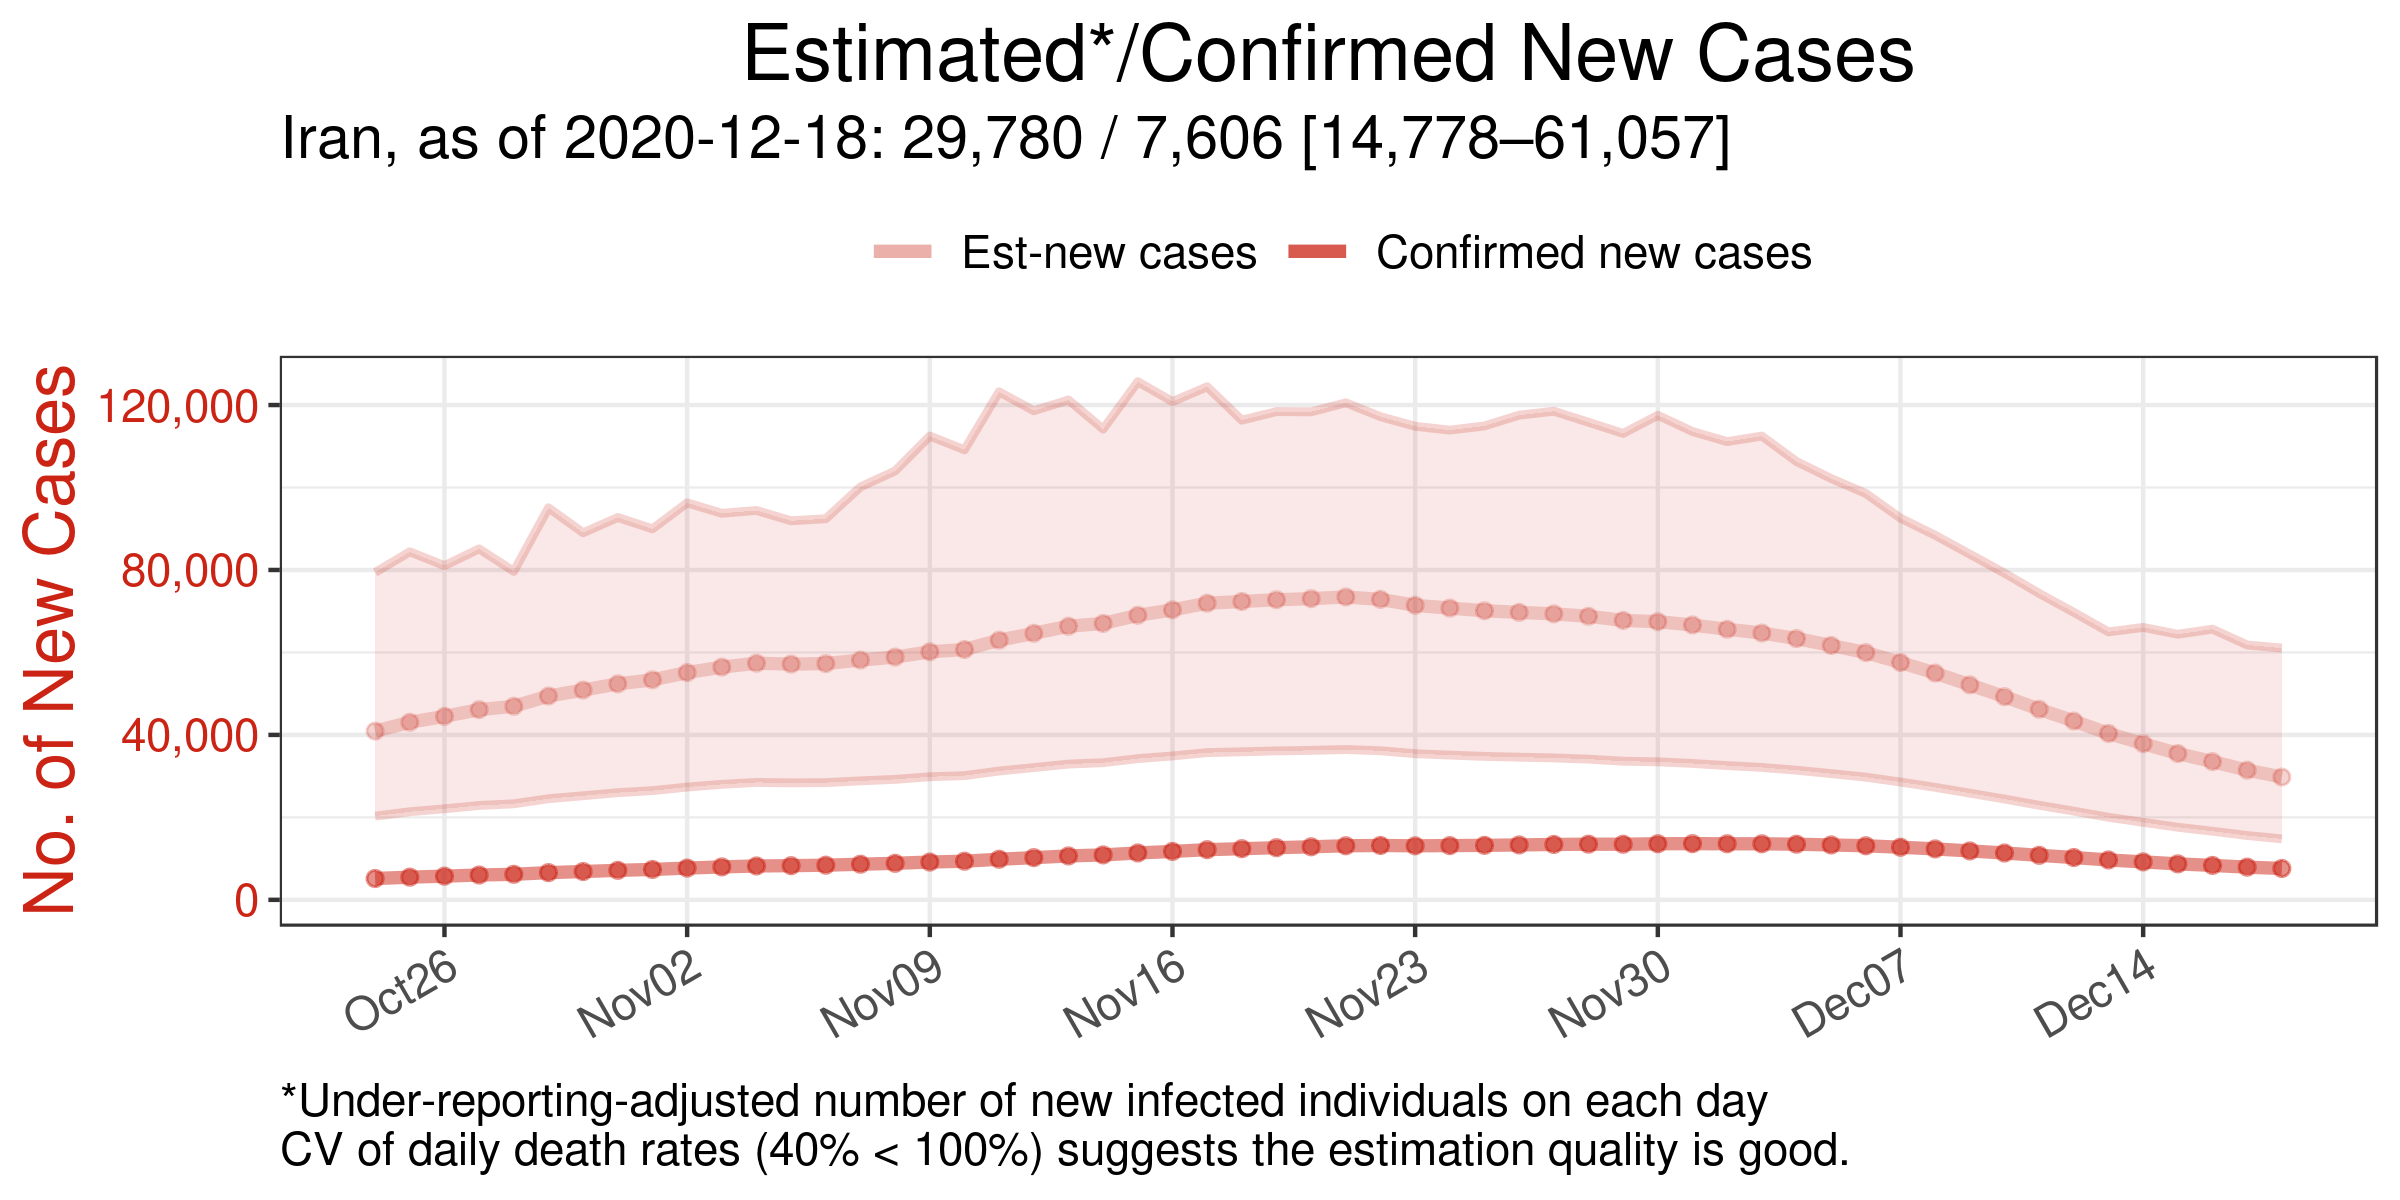 Estimated*/Confirmed New Cases
Iran, as of 2020-12-18: 29,780 / 7,606 [14,778–61,057]
Est-new cases
Confirmed new cases
No. of New Cases
120,000
80,000
40,000
0
Oct26
Nov02
Nov09
Nov16
Nov23
Nov30
Dec07
Dec14
*Under-reporting-adjusted number of new infected individuals on each day
CV of daily death rates (40% < 100%) suggests the estimation quality is good.